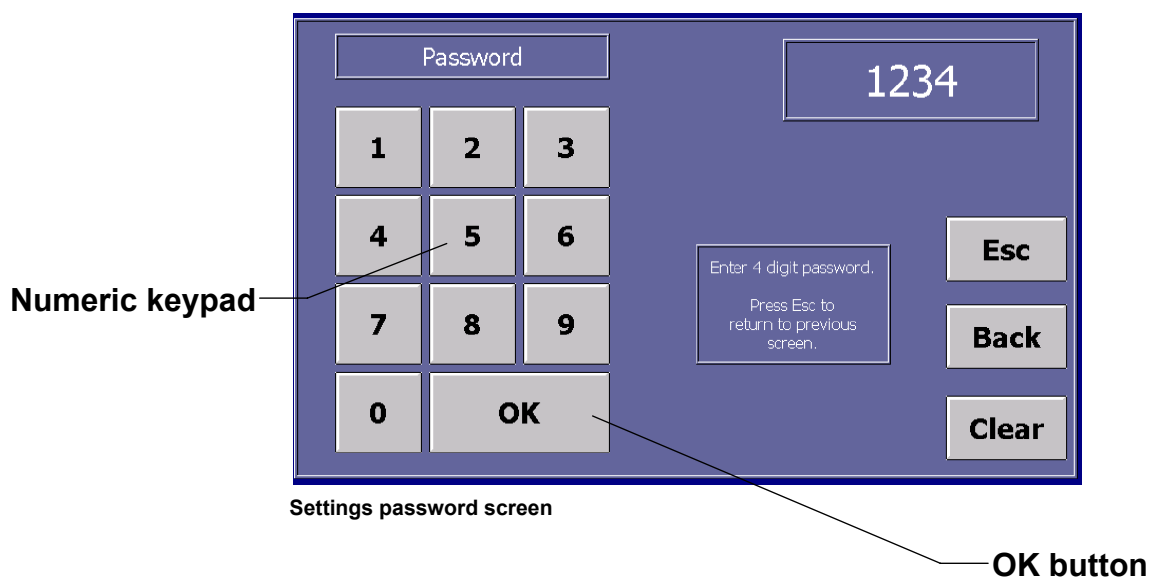 Password
1234
1 2 3
4 5 6
7 8 9
0 OK
Enter 4 digit password.
Press Esc to
return to previous
screen.
Esc
Back
Clear
Numeric keypad
Settings password screen
OK button